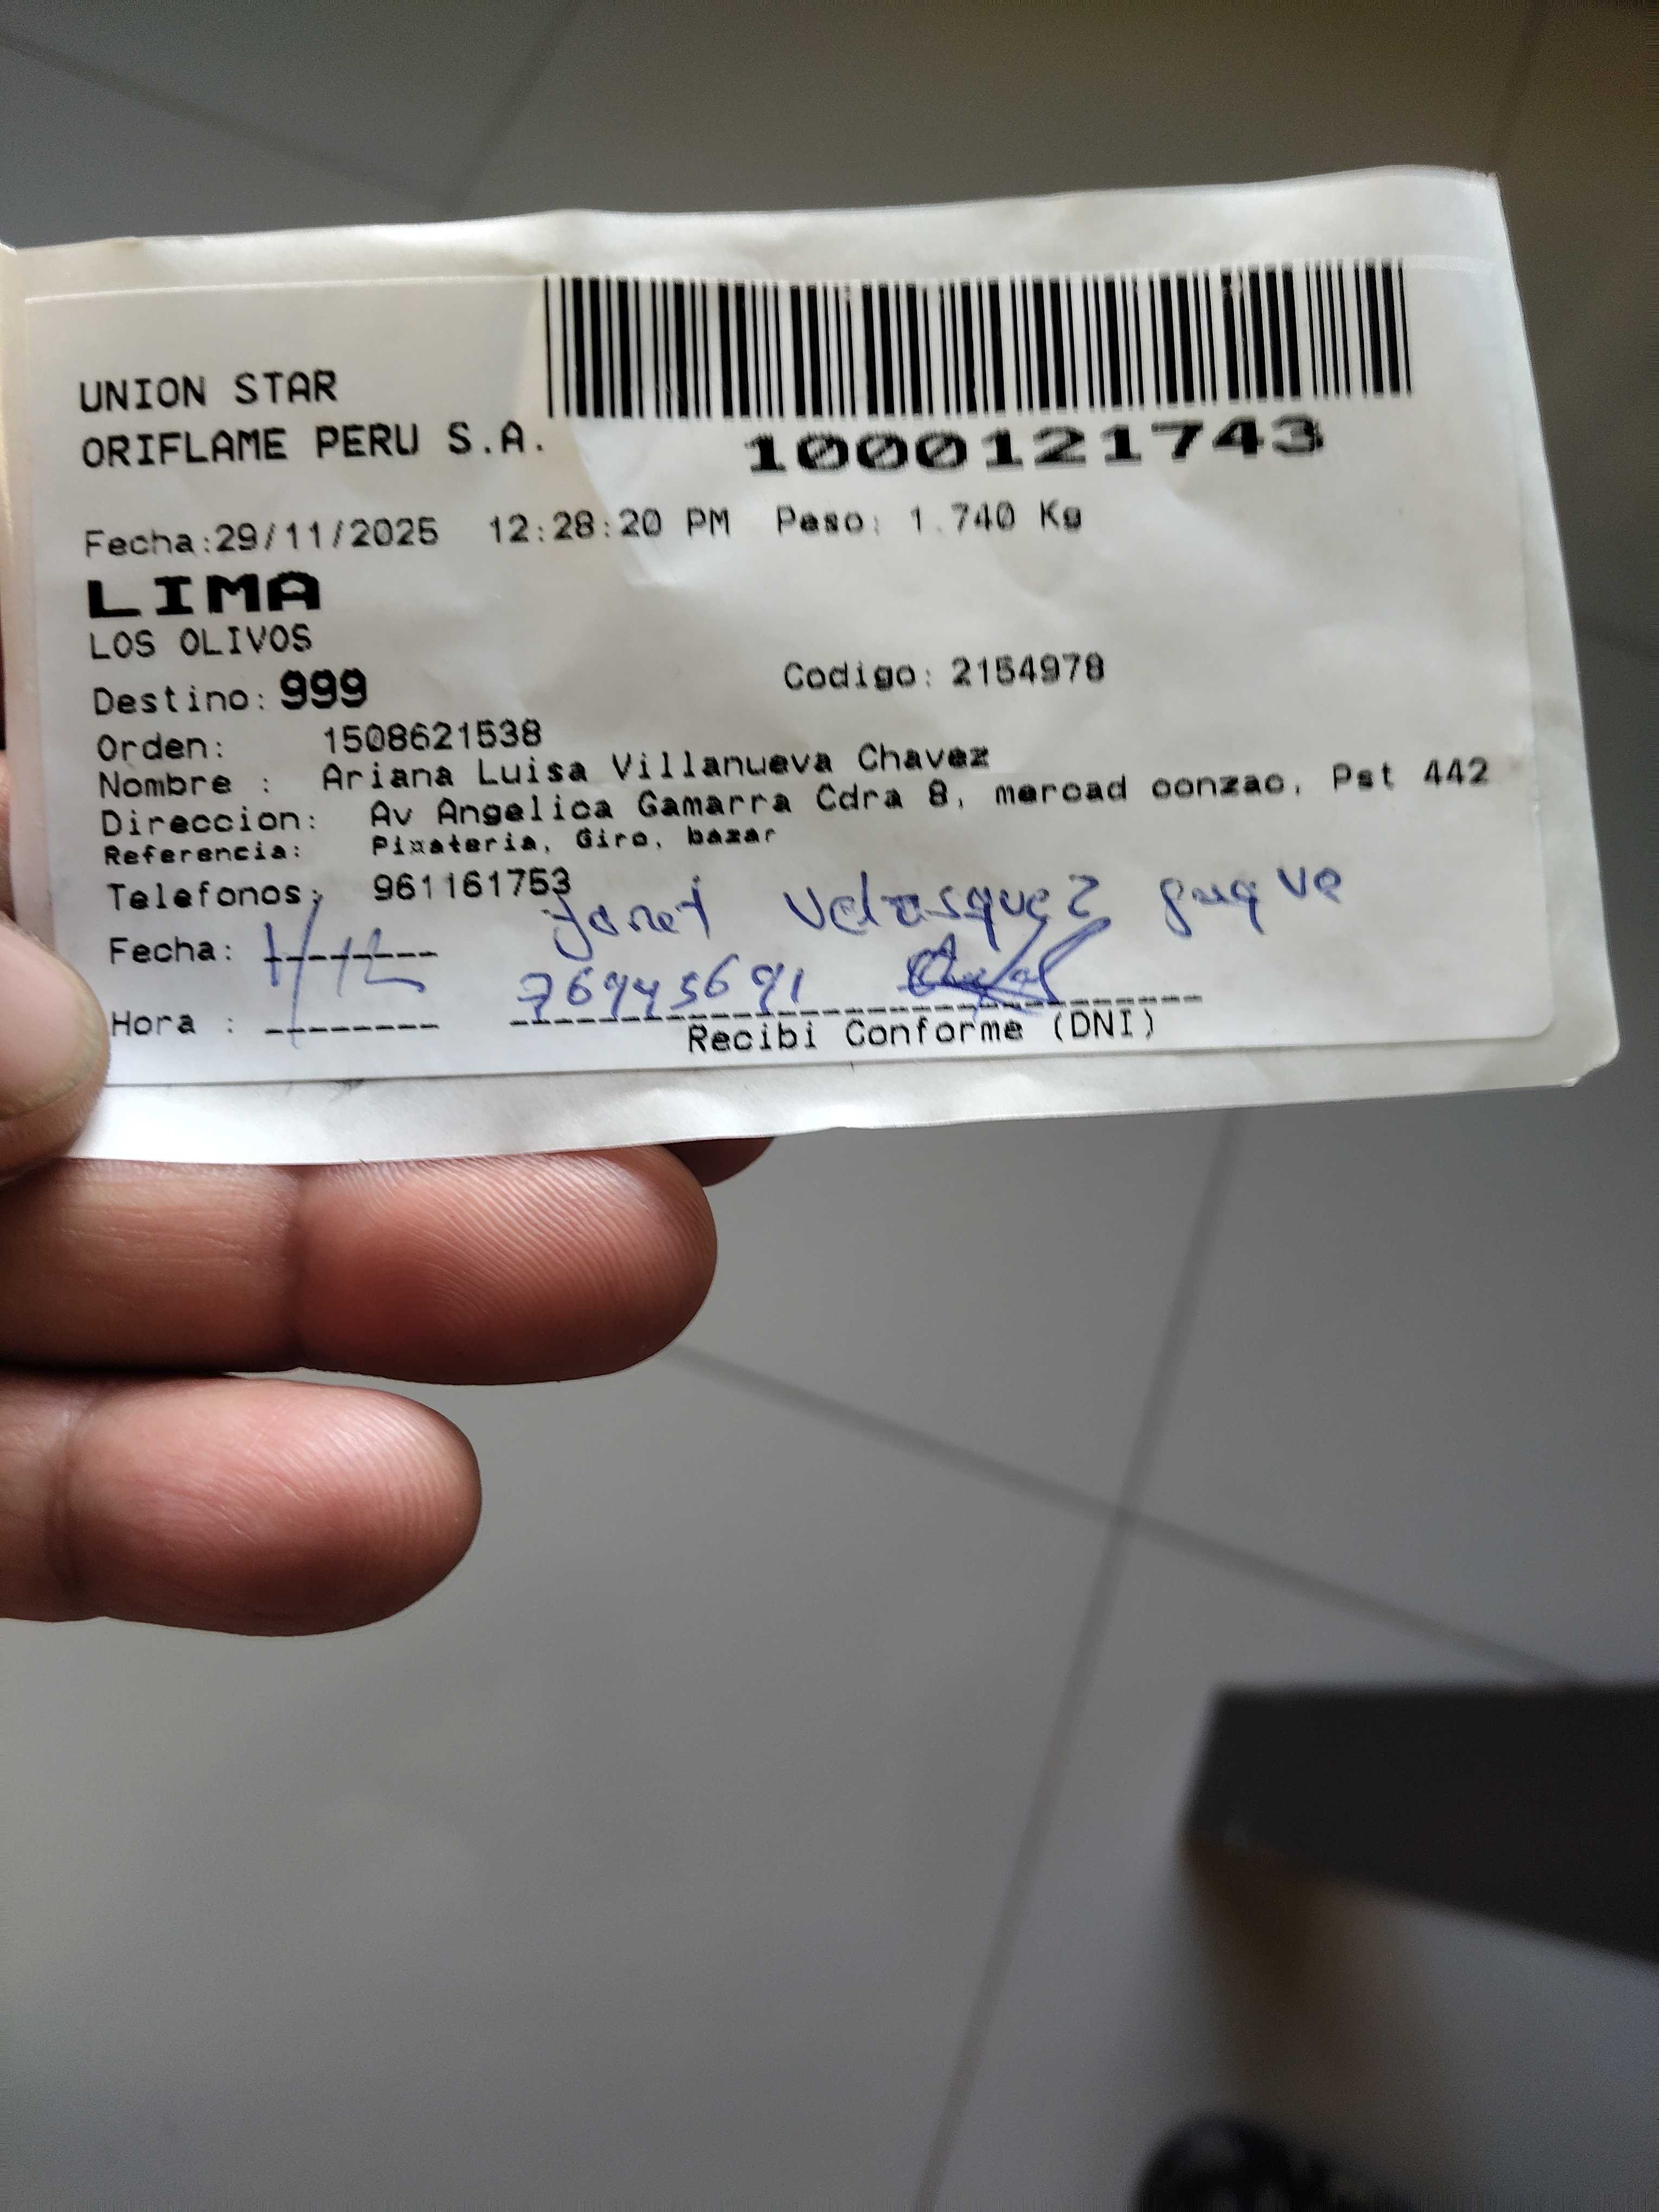 UNION STAR
ORIFLAME PERU S.A.
1000121743
Fecha:29/11/2025 12:28:20 PM Peso: 1.740 Kg
LIMA
LOS OLIVOS
Destino: 999 Codigo: 2154978
Orden: 1508621538
Nombre : Ariana Luisa Villanueva Chavez
Direccion: Av Angelica Gamarra Cdra 8, mercad conzac, Pst 442
Referencia: Pixateria, Giro, bazar
Telefonos: 961161753
Janet Velasquez
Fecha: 1/12
Hora :
Recibi Conforme (DNI)